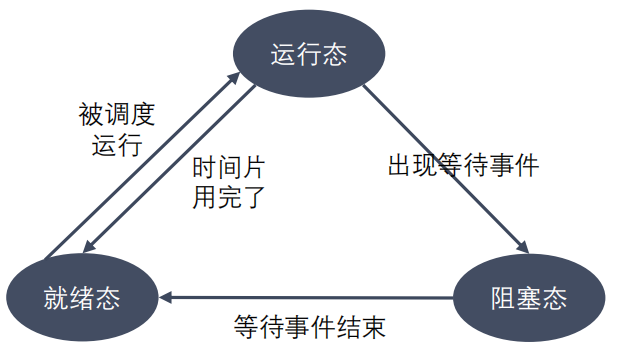 运行态
被调度
运行
时间片
用完了
出现等待事件
就绪态
阻塞态
等待事件结束